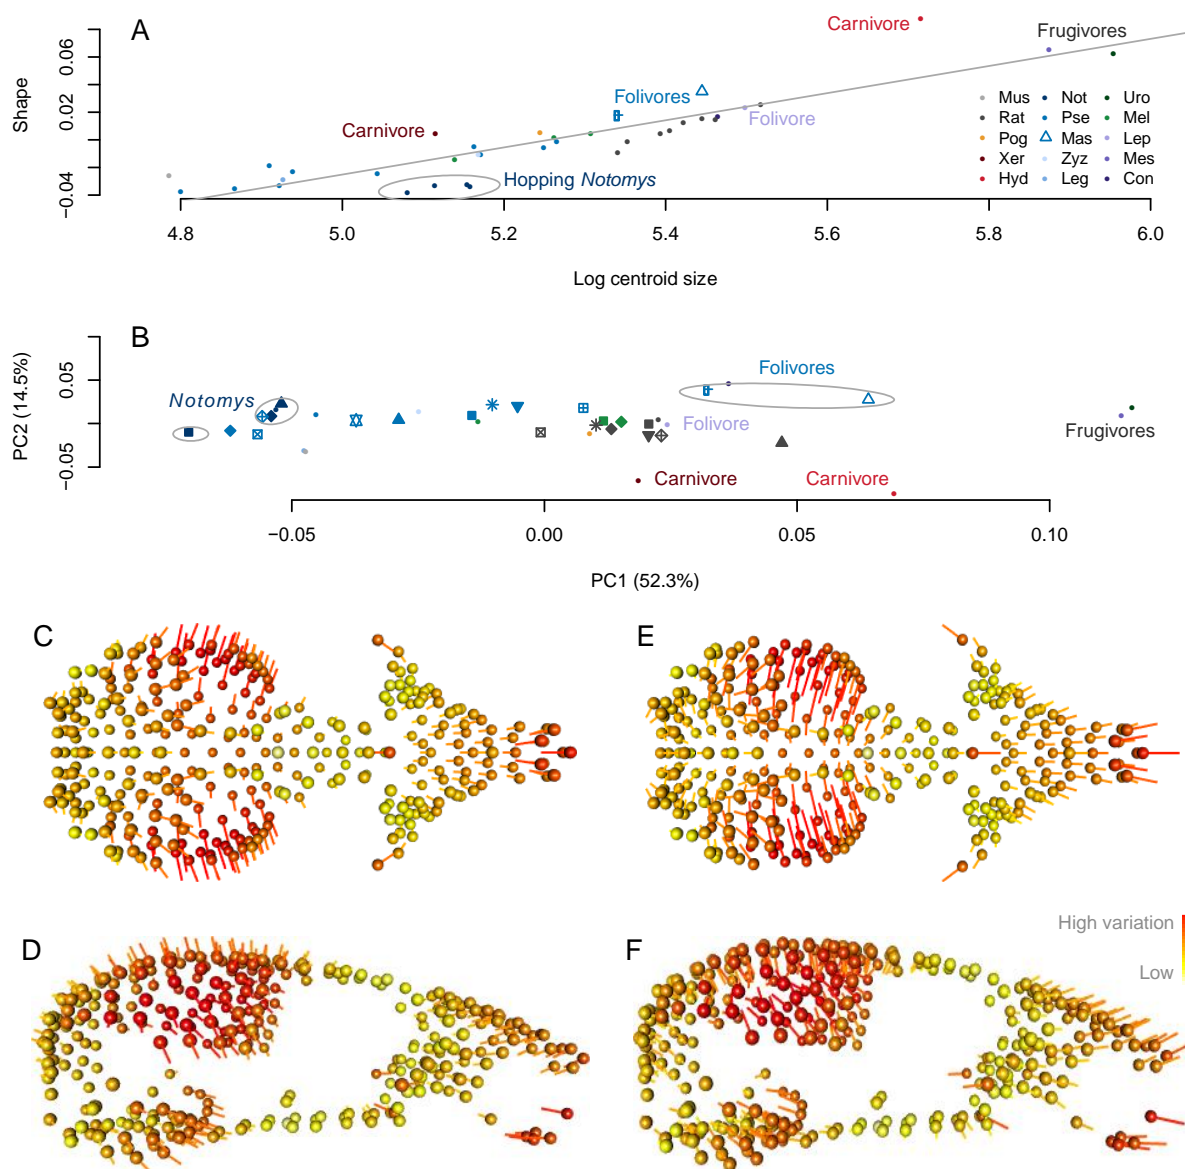 A
Carnivore
Frugivores
Folivores
Folivore
Carnivore
Hopping Notomys
Shape
0.06
0.02
−0.04
Mus
Not
Uro
Rat
Pse
Mel
Pog
Mas
Lep
Xer
Zyz
Mes
Hyd
Leg
Con
4.8
5.0
5.2
5.4
5.6
5.8
6.0
Log centroid size
B
PC2 (14.5%)
0.05
−0.05
Notomys
Folivores
Folivore
Frugivores
Carnivore
Carnivore
−0.05
0.00
0.05
0.10
PC1 (52.3%)
C
E
D
F
High variation
Low